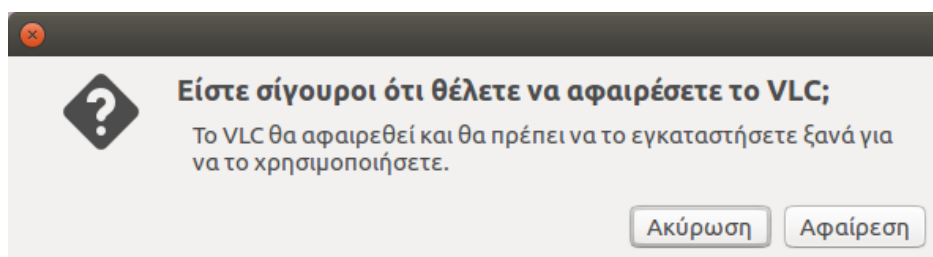 Είστε σίγουροι ότι θέλετε να αφαιρέσετε το VLC;
Το VLC θα αφαιρεθεί και θα πρέπει να το εγκαταστήσετε ξανά για
να το χρησιμοποιήσετε.
Ακύρωση Αφαίρεση